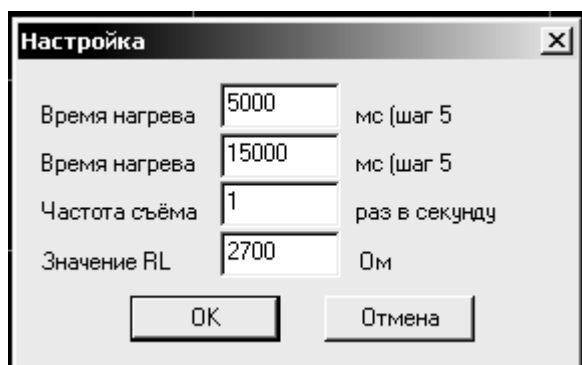 Настройка
Время нагрева 5000 мс (шаг 5
Время нагрева 15000 мс (шаг 5
Частота съёма 1 раз в секунду
Значение RL 2700 Ом
OK Отмена